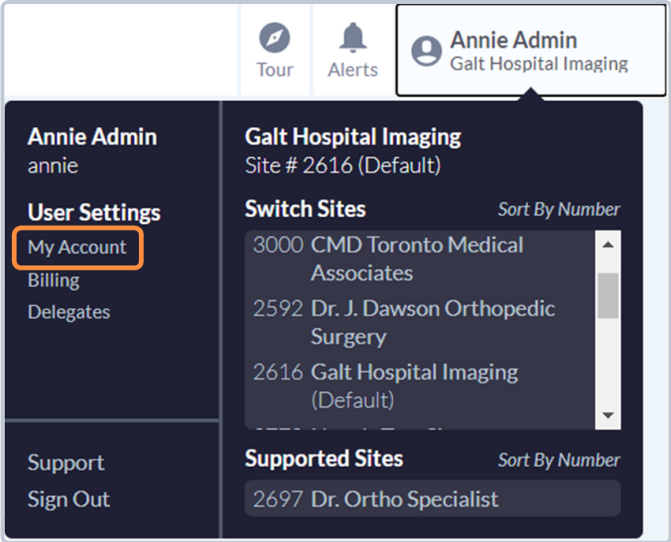 Tour
Alerts
Annie Admin
Galt Hospital Imaging
Annie Admin
annie
User Settings
My Account
Billing
Delegates
Support
Sign Out
Galt Hospital Imaging
Site # 2616 (Default)
Switch Sites
Sort By Number
3000 CMD Toronto Medical
Associates
2592 Dr. J. Dawson Orthopedic
Surgery
2616 Galt Hospital Imaging
(Default)
Supported Sites
Sort By Number
2697 Dr. Ortho Specialist